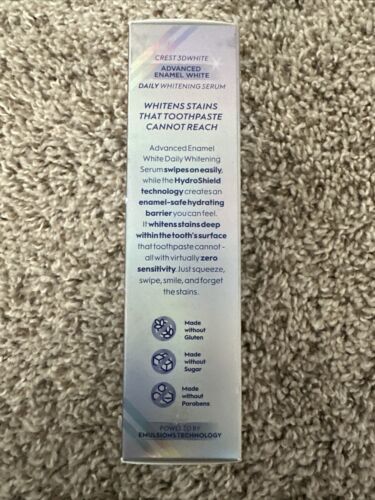 CREST 3DWHITE
ADVANCED
ENAMEL WHITE
DAILY WHITENING SERUM
WHITENS STAINS
THAT TOOTHPASTE
CANNOT REACH
Advanced Enamel
White Daily Whitening
Serum swipes on easily,
while the HydroShield
technology creates an
enamel-safe hydrating
barrier you can feel.
It whitens stains deep
within the tooth's surface
that toothpaste cannot -
all with virtually zero
sensitivity. Just squeeze,
swipe, smile, and forget
the stains.
Made
without
Gluten
Made
without
Sugar
Made
without
Parabens
POWERED BY
EMULSIONS TECHNOLOGY